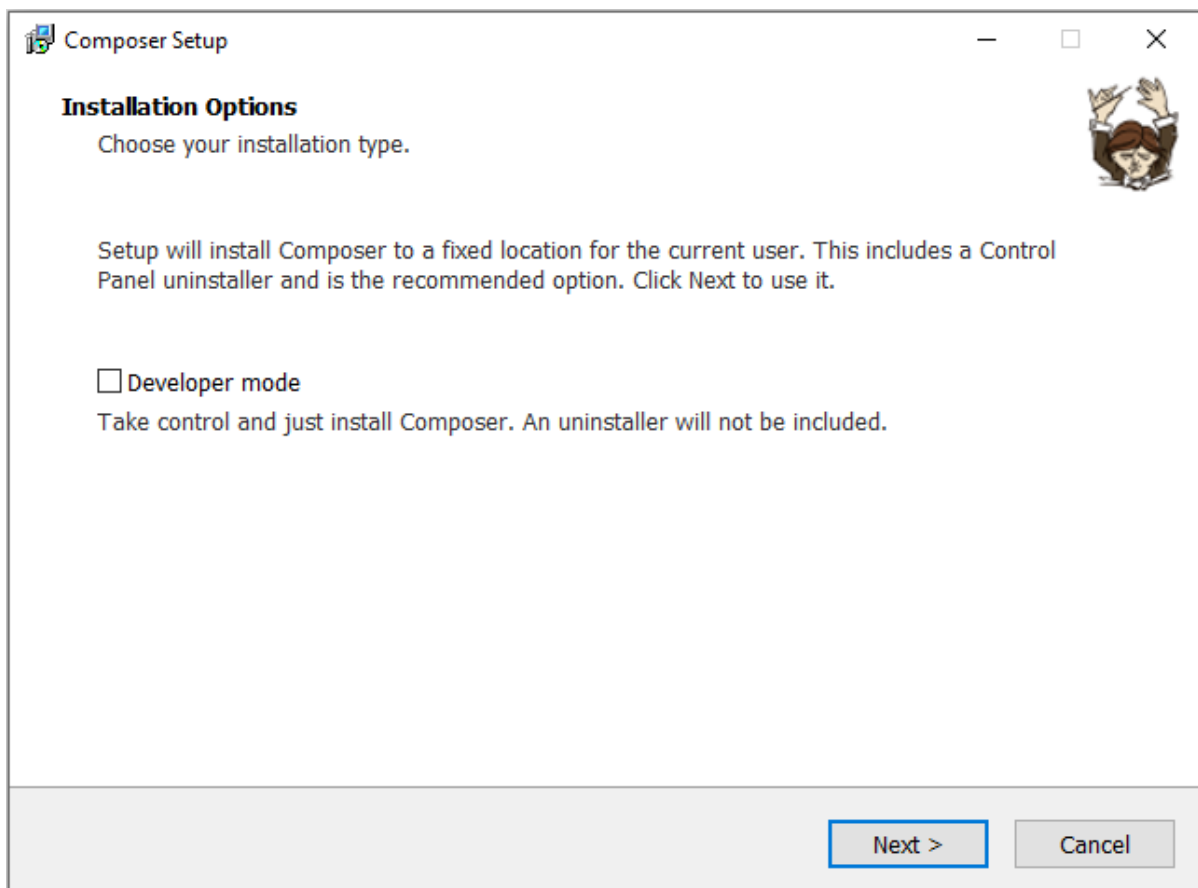 Composer Setup
Installation Options
Choose your installation type.
Setup will install Composer to a fixed location for the current user. This includes a Control
Panel uninstaller and is the recommended option. Click Next to use it.
Developer mode
Take control and just install Composer. An uninstaller will not be included.
Next >
Cancel